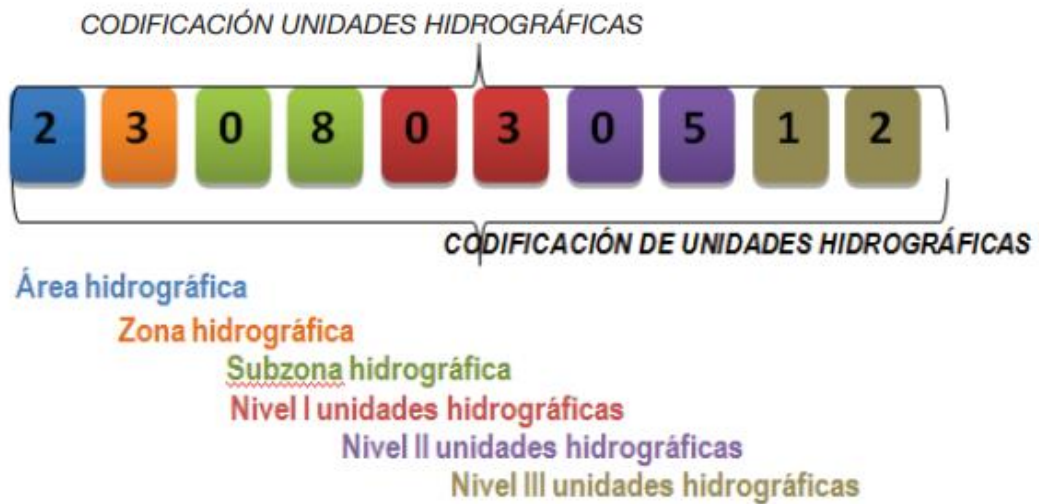 CODIFICACIÓN UNIDADES HIDROGRÁFICAS
2 3 0 8 0 3 0 5 1 2
CODIFICACIÓN DE UNIDADES HIDROGRÁFICAS
Área hidrográfica
Zona hidrográfica
Subzona hidrográfica
Nivel I unidades hidrográficas
Nivel II unidades hidrográficas
Nivel III unidades hidrográficas